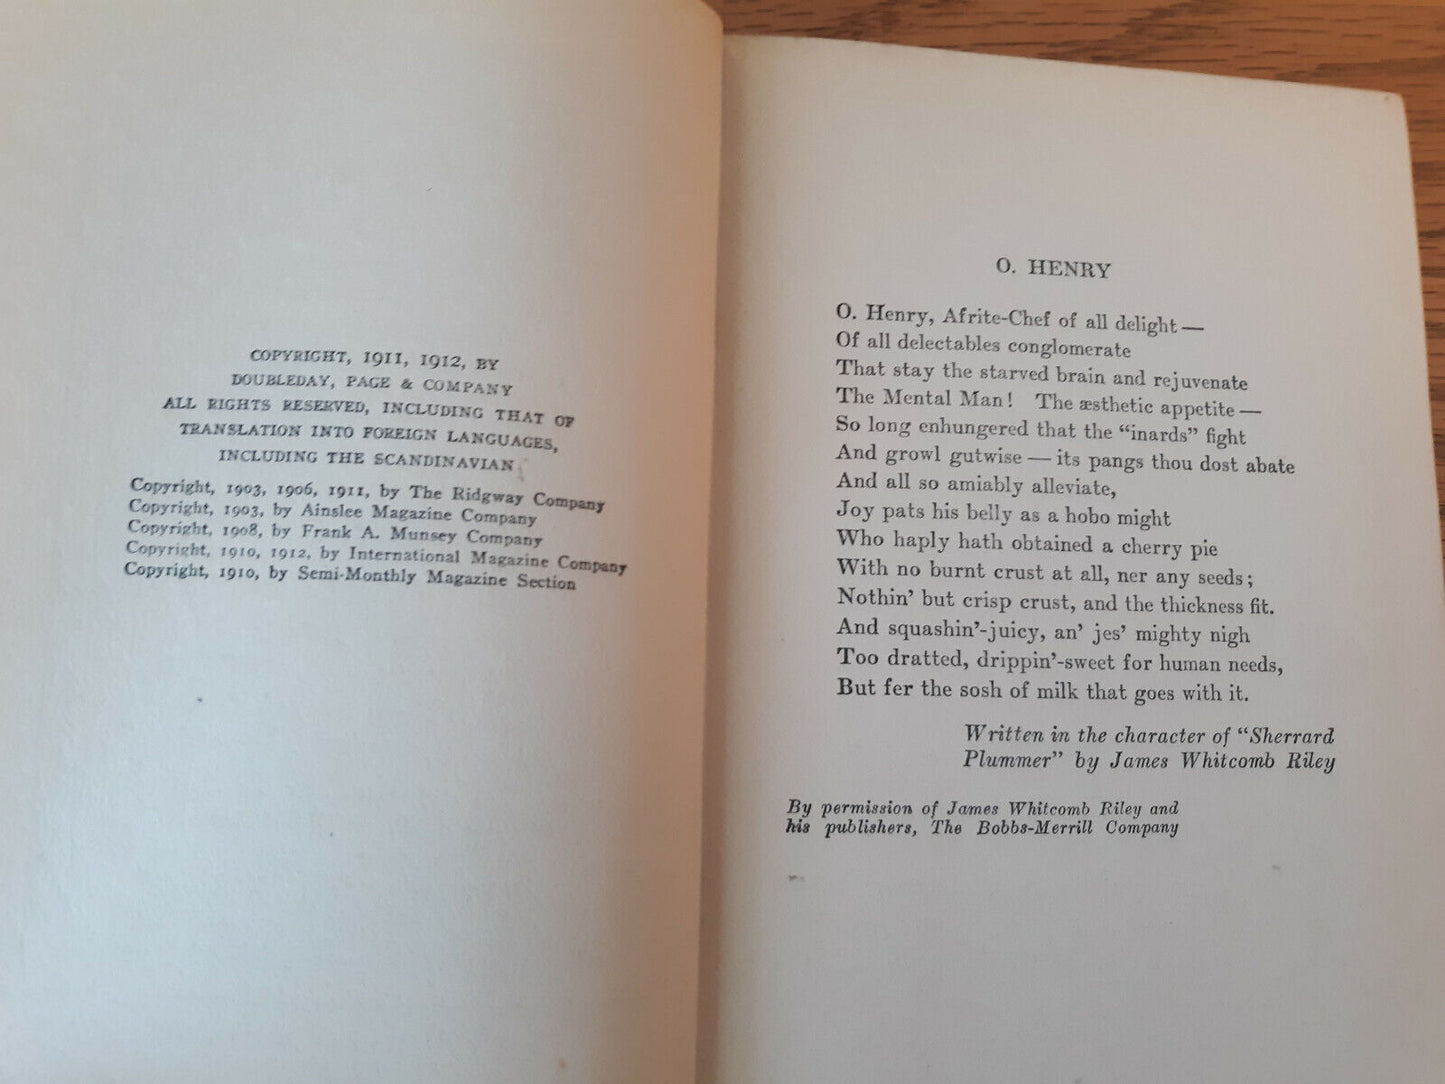 COPYRIGHT, 1911, 1912, BY
DOUBLEDAY, PAGE & COMPANY
ALL RIGHTS RESERVED, INCLUDING THAT OF
TRANSLATION INTO FOREIGN LANGUAGES,
INCLUDING THE SCANDINAVIAN
Copyright, 1903, 1906, 1911, by The Ridgway Company
Copyright, 1903, by Ainslee Magazine Company
Copyright, 1908, by Frank A. Munsey Company
Copyright, 1910, 1912, by International Magazine Company
Copyright, 1910, by Semi-Monthly Magazine Section
O. HENRY
O. Henry, Afrite-Chef of all delight—
Of all delectables conglomerate
That stay the starved brain and rejuvenate
The Mental Man! The æsthetic appetite—
So long enhungered that the “inards” fight
And growl gutwise—its pangs thou dost abate
And all so amiably alleviate,
Joy pats his belly as a hobo might
Who haply hath obtained a cherry pie
With no burnt crust at all, ner any seeds;
Nothin’ but crisp crust, and the thickness fit.
And squashin’-juicy, an’ jes’ mighty nigh
Too dratted, drippin’-sweet for human needs,
But fer the sosh of milk that goes with it.
Written in the character of “Sherrard
Plummer” by James Whitcomb Riley
By permission of James Whitcomb Riley and
his publishers, The Bobbs-Merrill Company